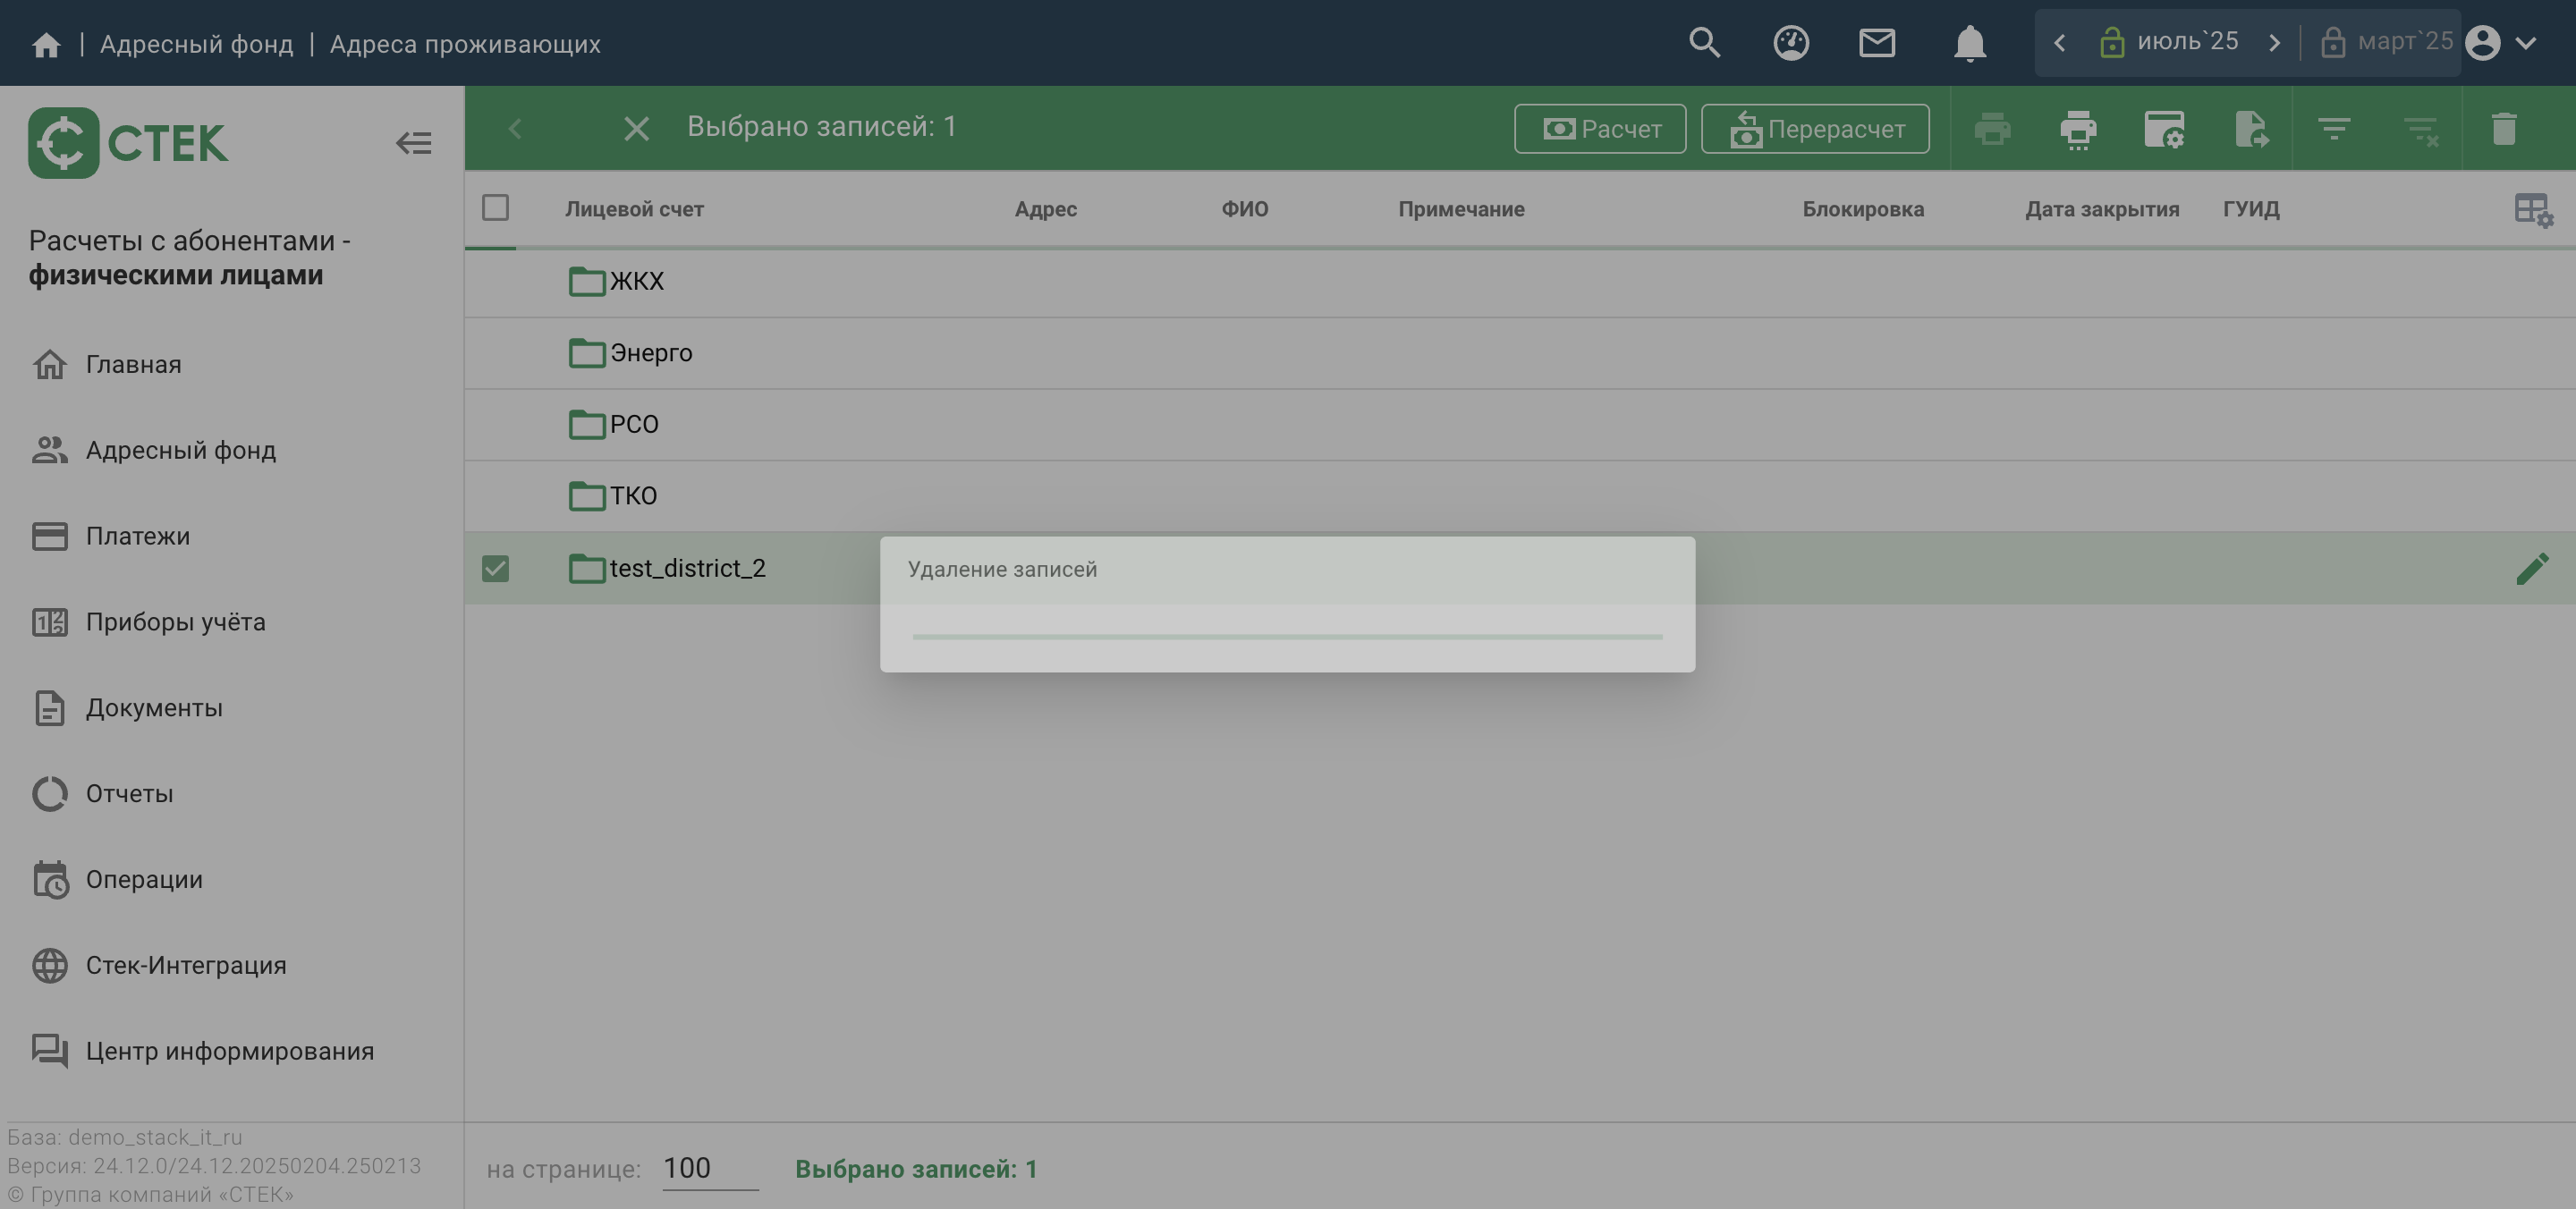 Адресный фонд | Адреса проживающих
июль`25
март`25
СТЕК
Выбрано записей: 1
Расчет
Перерасчет
Расчеты с абонентами -
физическими лицами
Лицевой счет
Адрес
ФИО
Примечание
Блокировка
Дата закрытия
ГУИД
ЖКХ
Энерго
РСО
ТКО
test_district_2
Удаление записей
Главная
Адресный фонд
Платежи
Приборы учёта
Документы
Отчеты
Операции
Стек-Интеграция
Центр информирования
База: demo_stack_it_ru
Версия: 24.12.0/24.12.20250204.250213
© Группа компаний «СТЕК»
на странице: 100
Выбрано записей: 1